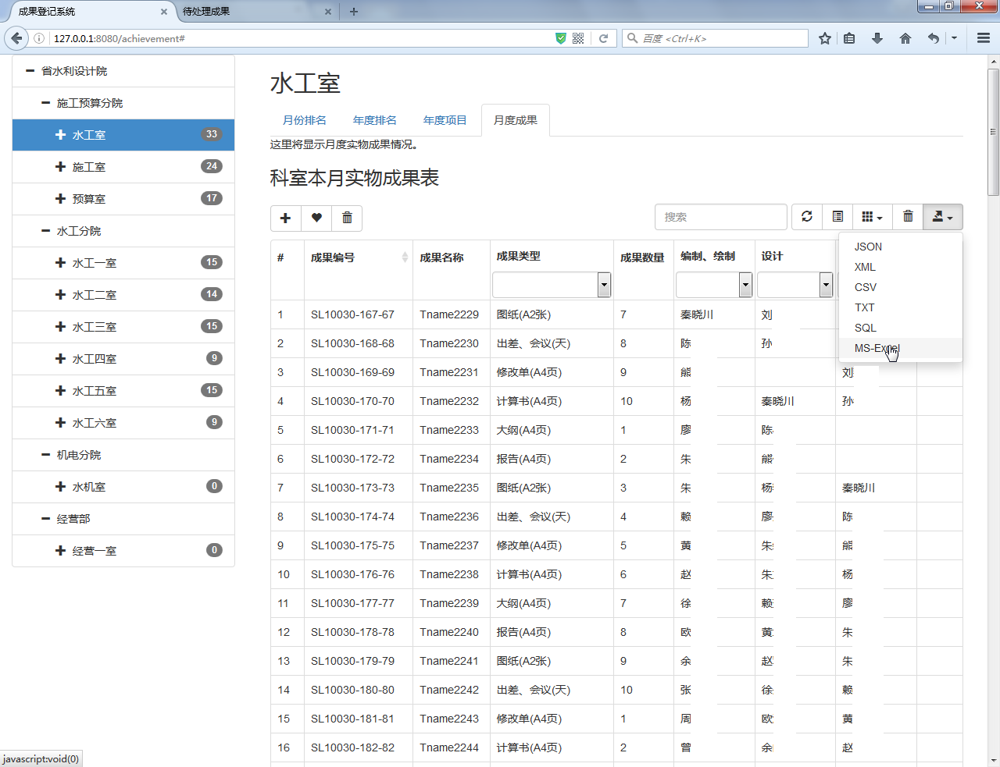 成果登记系统
待处理成果
127.0.0.1:8080/achievement#
百度 <Ctrl+K>
省水利设计院
施工预算分院
水工室 33
施工室 24
预算室 17
水工分院
水工一室 15
水工二室 14
水工三室 15
水工四室 9
水工五室 15
水工六室 9
机电分院
水机室 0
经营部
经营一室 0
水工室
月份排名 年度排名 年度项目 月度成果
这里将显示月度实物成果情况。
科室本月实物成果表
搜索
JSON
XML
CSV
TXT
SQL
MS-Excel
# 成果编号 成果名称 成果类型 成果数量 编制、绘制 设计
1 SL10030-167-67 Tname2229 图纸(A2张) 7 秦晓川 刘
2 SL10030-168-68 Tname2230 出差、会议(天) 8 陈 孙
3 SL10030-169-69 Tname2231 修改单(A4页) 9 熊 刘
4 SL10030-170-70 Tname2232 计算书(A4页) 10 杨 秦晓川 孙
5 SL10030-171-71 Tname2233 大纲(A4页) 1 廖 陈
6 SL10030-172-72 Tname2234 报告(A4页) 2 朱 熊
7 SL10030-173-73 Tname2235 图纸(A2张) 3 朱 杨 秦晓川
8 SL10030-174-74 Tname2236 出差、会议(天) 4 赖 廖 陈
9 SL10030-175-75 Tname2237 修改单(A4页) 5 黄 朱 熊
10 SL10030-176-76 Tname2238 计算书(A4页) 6 赵 朱 杨
11 SL10030-177-77 Tname2239 大纲(A4页) 7 徐 赖 廖
12 SL10030-178-78 Tname2240 报告(A4页) 8 欧 黄 朱
13 SL10030-179-79 Tname2241 图纸(A2张) 9 余 赵 朱
14 SL10030-180-80 Tname2242 出差、会议(天) 10 张 徐 赖
15 SL10030-181-81 Tname2243 修改单(A4页) 1 周 欧 黄
16 SL10030-182-82 Tname2244 计算书(A4页) 2 曾 余 赵
javascript:void(0)